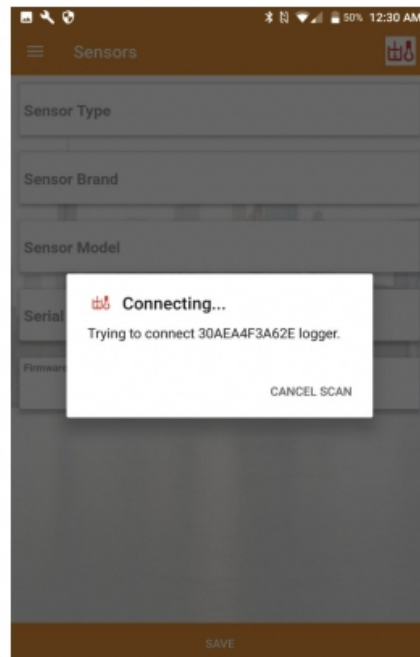 50% 12:30 AM
Sensors
Sensor Type
Sensor Brand
Sensor Model
Serial
Firmware
Connecting...
Trying to connect 30AEA4F3A62E logger.
CANCEL SCAN
SAVE